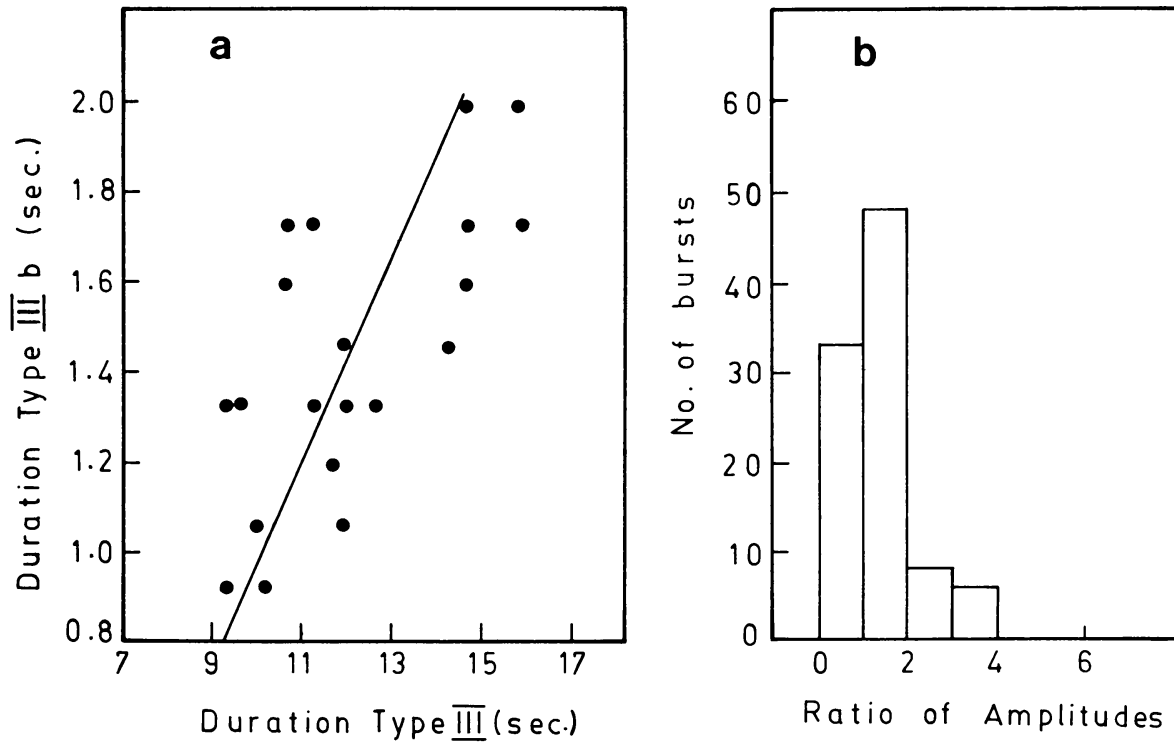 a
2.0
1.8
1.6
1.4
1.2
1.0
0.8
7 9 11 13 15 17
Duration Type III b (sec.)
Duration Type III (sec.)
b
60
50
40
30
20
10
0
0 2 4 6
No. of bursts
Ratio of Amplitudes